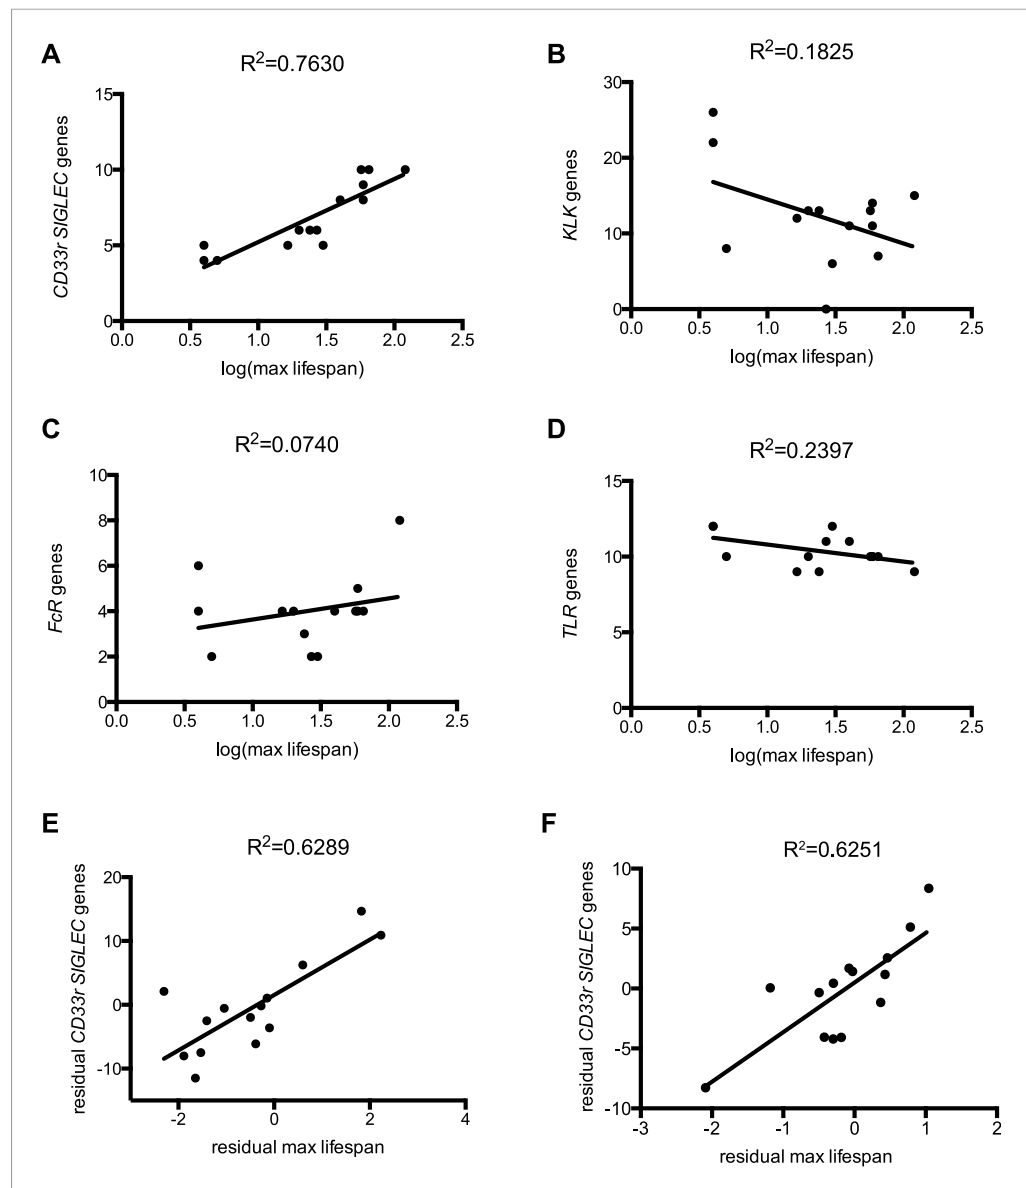 A
R²=0.7630
15
10
5
0
0.0 0.5 1.0 1.5 2.0 2.5
CD33r SIGLEC genes
log(max lifespan)
B
R²=0.1825
30
20
10
0
0.0 0.5 1.0 1.5 2.0 2.5
KLK genes
log(max lifespan)
C
R²=0.0740
10
8
6
4
2
0
0.0 0.5 1.0 1.5 2.0 2.5
FcR genes
log(max lifespan)
D
R²=0.2397
15
10
5
0
0.0 0.5 1.0 1.5 2.0 2.5
TLR genes
log(max lifespan)
E
R²=0.6289
20
10
0
-10
-2 0 2 4
residual CD33r SIGLEC genes
residual max lifespan
F
R²=0.6251
10
5
0
-5
-10
-3 -2 -1 0 1 2
residual CD33r SIGLEC genes
residual max lifespan